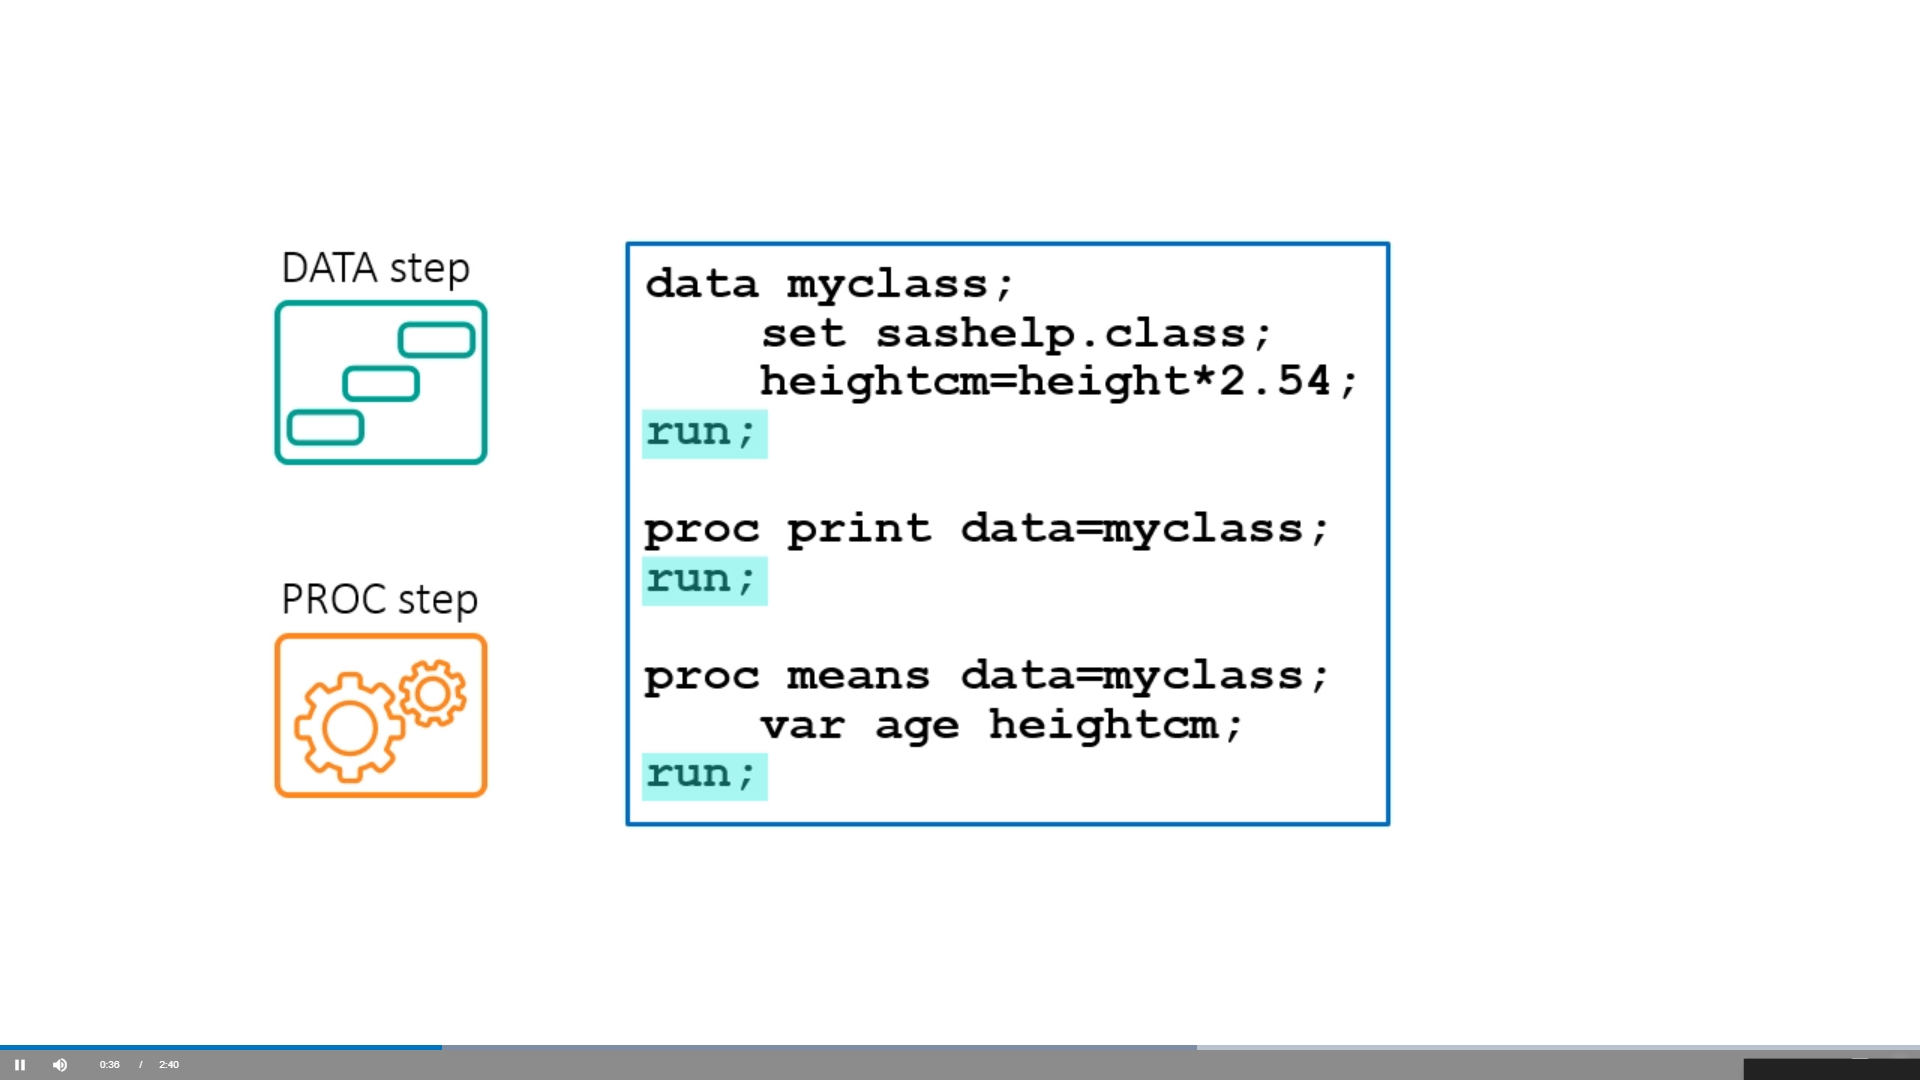 DATA step
data myclass;
set sashelp.class;
heightcm=height*2.54;
run;
proc print data=myclass;
run;
PROC step
proc means data=myclass;
var age heightcm;
run;
0:36 / 2:40